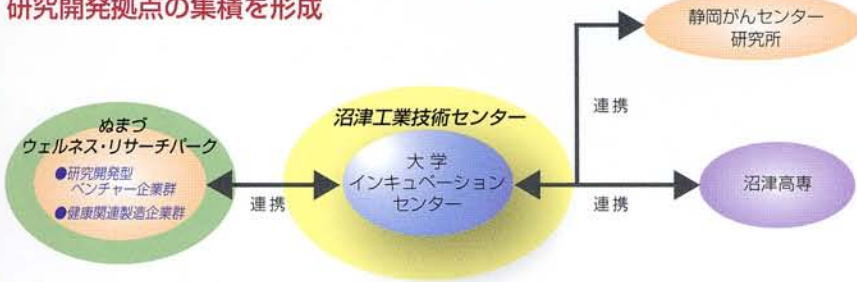 研究開発拠点の集積を形成
静岡がんセンター
研究所
連携
ぬまづ
ウェルネス・リサーチパーク
●研究開発型
ベンチャー企業群
●健康関連製造企業群
連携
沼津工業技術センター
大学
インキュベーション
センター
連携
沼津高専